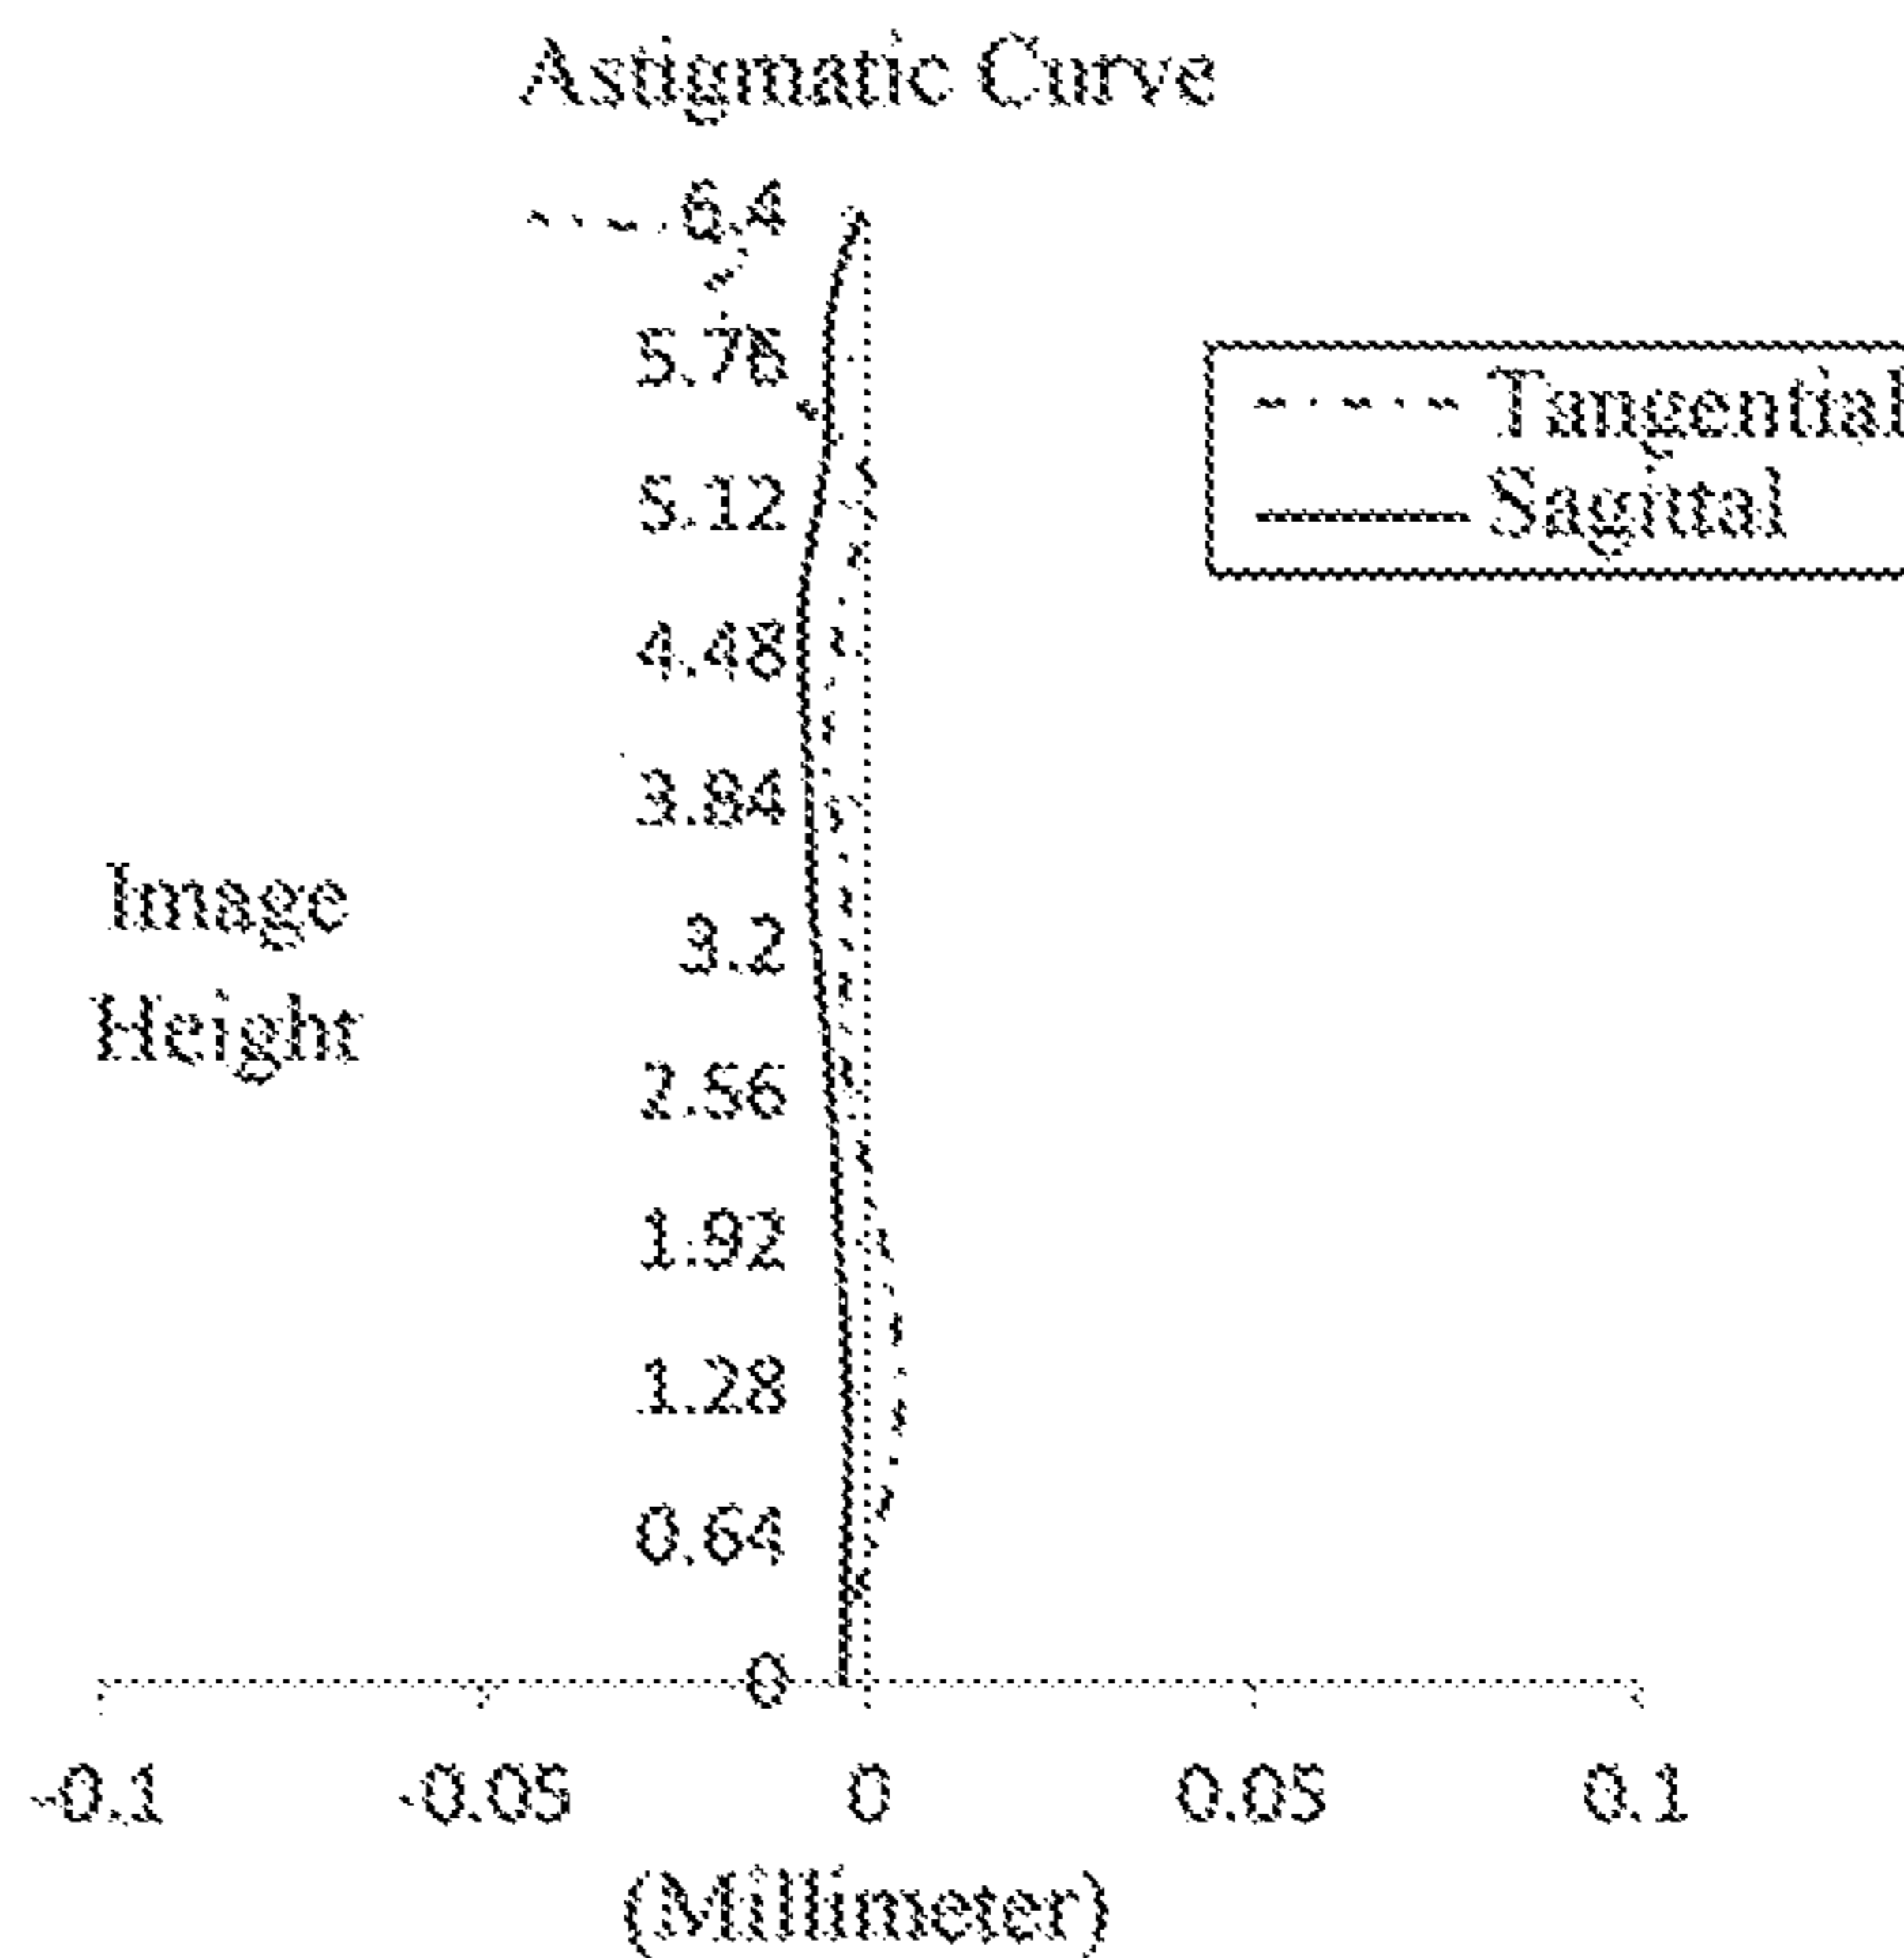 Astigmatic Curve
6.4
5.76
Tangential
Sagittal
5.12
4.48
3.84
Image
Height
3.2
2.56
1.92
1.28
0.64
0
-0.1
-0.05
0
0.05
0.1
(Millimeter)